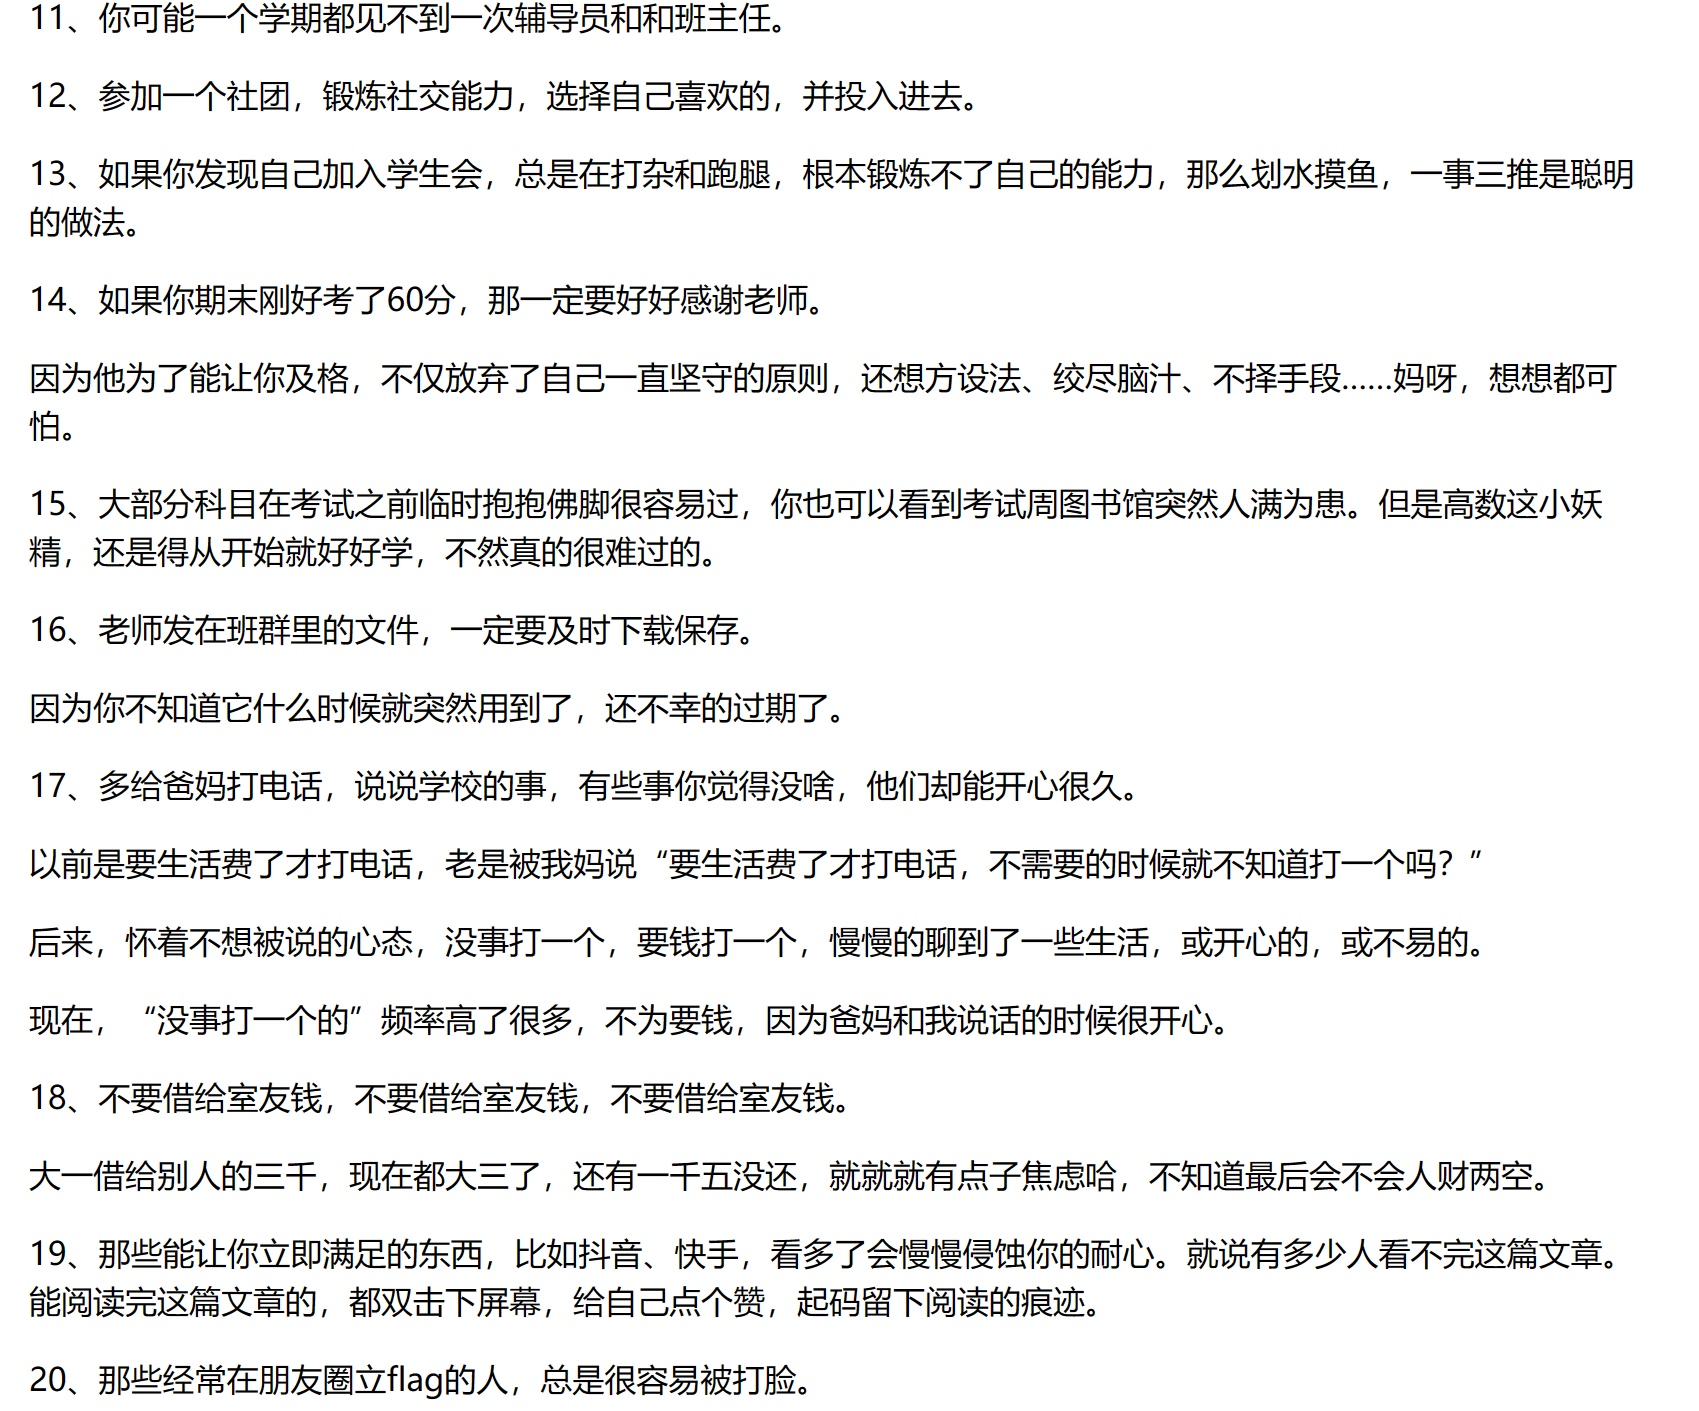 11、你可能一个学期都见不到一次辅导员和和班主任。
12、参加一个社团，锻炼社交能力，选择自己喜欢的，并投入进去。
13、如果你发现自己加入学生会，总是在打杂和跑腿，根本锻炼不了自己的能力，那么划水摸鱼，一事三推是聪明
的做法。
14、如果你期末刚好考了60分，那一定要好好感谢老师。
因为他为了能让你及格，不仅放弃了自己一直坚守的原则，还想方设法、绞尽脑汁、不择手段……妈呀，想想都可
怕。
15、大部分科目在考试之前临时抱抱佛脚很容易过，你也可以看到考试周图书馆突然人满为患。但是高数这小妖
精，还是得从开始就好好学，不然真的很难过的。
16、老师发在班群里的文件，一定要及时下载保存。
因为你不知道它什么时候就突然用到了，还不幸的过期了。
17、多给爸妈打电话，说说学校的事，有些事你觉得没啥，他们却能开心很久。
以前是要生活费了才打电话，老是被我妈说“要生活费了才打电话，不需要的时候就不知道打一个吗？”
后来，怀着不想被说的心态，没事打一个，要钱打一个，慢慢的聊到了一些生活，或开心的，或不易的。
现在，“没事打一个的”频率高了很多，不为要钱，因为爸妈和我说话的时候很开心。
18、不要借给室友钱，不要借给室友钱，不要借给室友钱。
大一借给别人的三千，现在都大三了，还有一千五没还，就就就有点子焦虑哈，不知道最后会不会人财两空。
19、那些能让你立即满足的东西，比如抖音、快手，看多了会慢慢侵蚀你的耐心。就说有多少人看不完这篇文章。
能阅读完这篇文章的，都双击下屏幕，给自己点个赞，起码留下阅读的痕迹。
20、那些经常在朋友圈立flag的人，总是很容易被打脸。